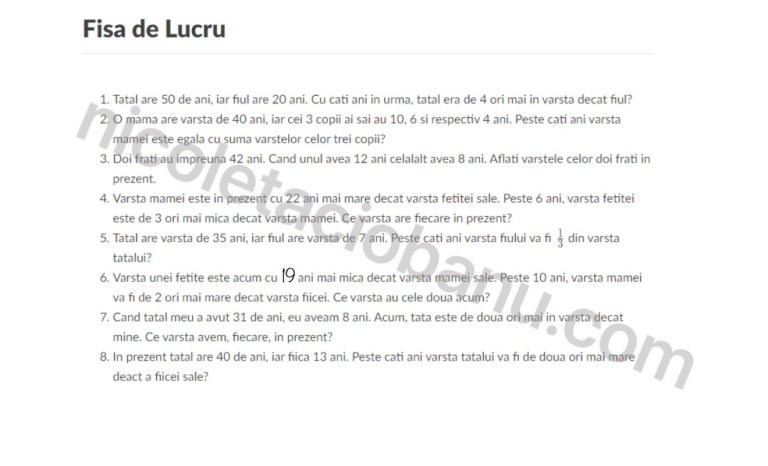 Fisa de Lucru
1. Tatal are 50 de ani, iar fiul are 20 ani. Cu cati ani in urma, tatal era de 4 ori mai in varsta decat fiul?
2. O mama are varsta de 40 ani, iar cei 3 copii ai sai au 10, 6 si respectiv 4 ani. Peste cati ani varsta
mamei este egala cu suma varstelor celor trei copii?
3. Doi frati au impreuna 42 ani. Cand unul avea 12 ani celalalt avea 8 ani. Aflati varstele celor doi frati in
prezent.
4. Varsta mamei este in prezent cu 22 ani mai mare decat varsta fetitei sale. Peste 6 ani, varsta fetitei
este de 3 ori mai mica decat varsta mamei. Ce varsta are fiecare in prezent?
5. Tatal are varsta de 35 ani, iar fiul are varsta de 7 ani. Peste cati ani varsta fiului va fi 1/3 din varsta
tatalui?
6. Varsta unei fetite este acum cu 19 ani mai mica decat varsta mamei sale. Peste 10 ani, varsta mamei
va fi de 2 ori mai mare decat varsta fiicei. Ce varsta au cele doua acum?
7. Cand tatal meu a avut 31 de ani, eu aveam 8 ani. Acum, tata este de doua ori mai in varsta decat
mine. Ce varsta avem, fiecare, in prezent?
8. In prezent tatal are 40 de ani, iar fiica 13 ani. Peste cati ani varsta tatalui va fi de doua ori mai mare
deact a fiicei sale?
nicoletaciobanu.com